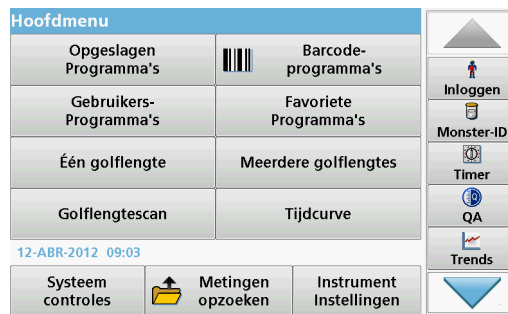 Hoofdmenu
Opgeslagen
Programma's
Barcode-
programma's
Gebruikers-
Programma's
Favoriete
Programma's
Één golflengte
Meerdere golflengtes
Golflengtescan
Tijdcurve
12-ABR-2012 09:03
Systeem
controles
Metingen
opzoeken
Instrument
Instellingen
Inloggen
Monster-ID
Timer
QA
Trends